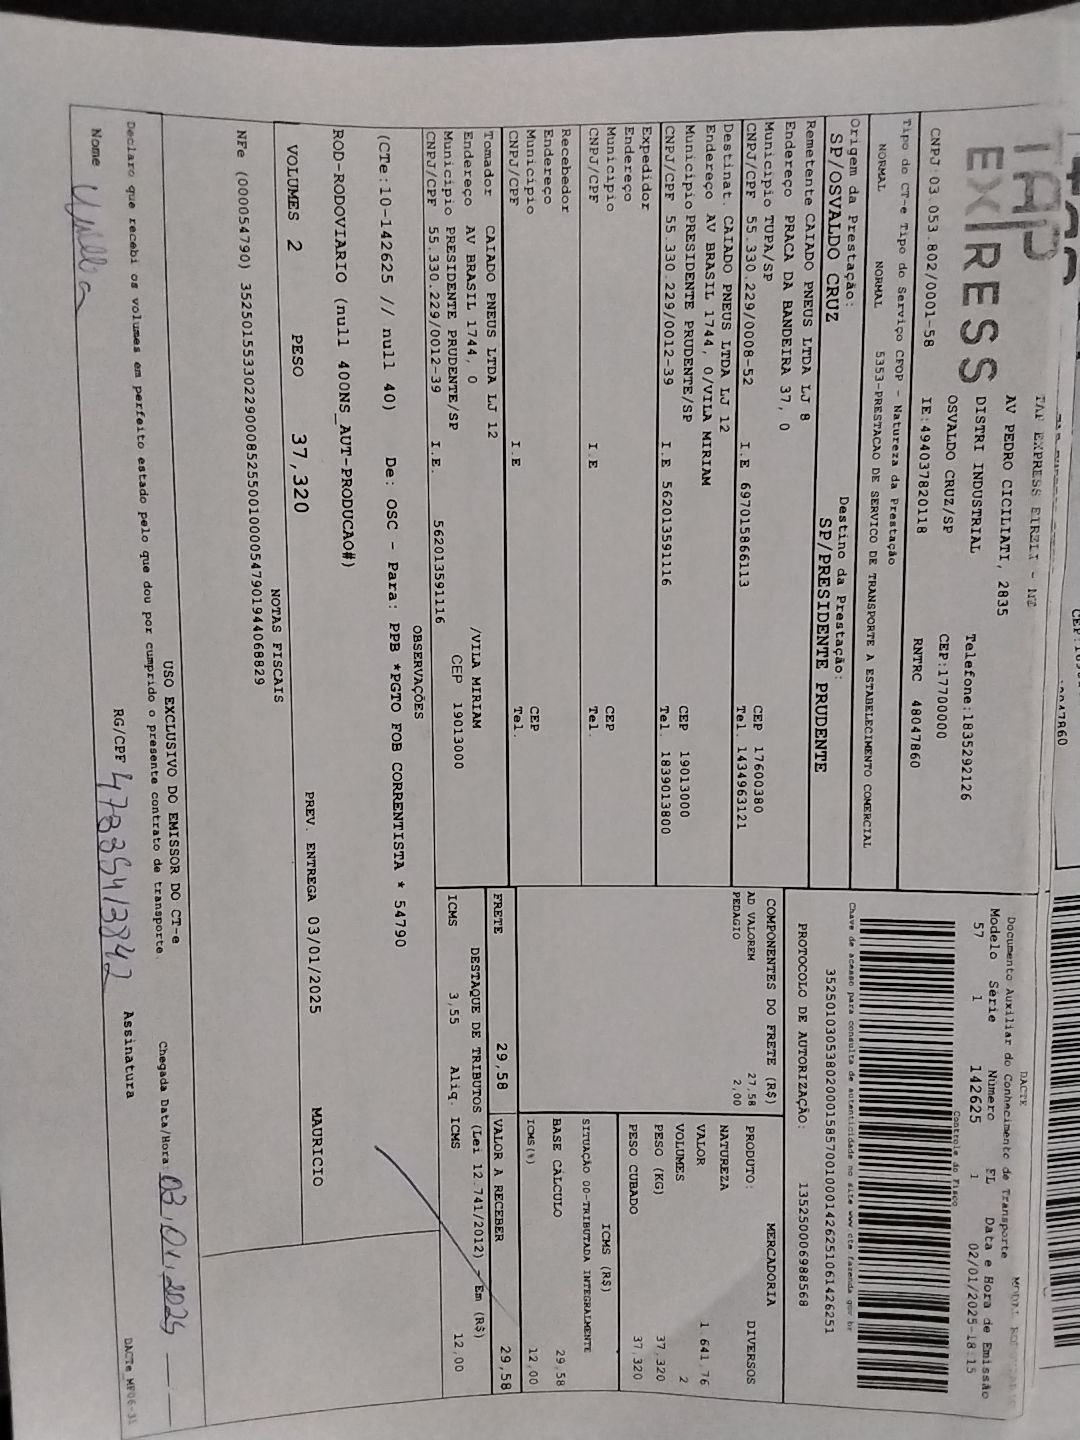 TAP EXPRESS
TAP EXPRESS EIRELI - ME
AV PEDRO CICILIATI, 2835
DISTRI INDUSTRIAL Telefone:1835292126
OSVALDO CRUZ/SP CEP:17700000
CNPJ:03.053.802/0001-58 IE:494037820118 RNTRC 48047860
Tipo do CT-e Tipo do Serviço CFOP - Natureza da Prestação
NORMAL NORMAL 5353-PRESTACAO DE SERVICO DE TRANSPORTE A ESTABELECIMENTO COMERCIAL
Origem da Prestação: Destino da Prestação:
SP/OSVALDO CRUZ SP/PRESIDENTE PRUDENTE
Remetente CAIADO PNEUS LTDA LJ 8
Endereço PRACA DA BANDEIRA 37, 0
Municipio TUPA/SP CEP 17600380
CNPJ/CPF 55.330.229/0008-52 I.E 697015866113 Tel. 1434963121
Destinat. CAIADO PNEUS LTDA LJ 12
Endereço AV BRASIL 1744, 0/VILA MIRIAM
Municipio PRESIDENTE PRUDENTE/SP CEP 19013000
CNPJ/CPF 55.330.229/0012-39 I.E 562013591116 Tel. 1839013800
Expedidor
Endereço
Municipio CEP
CNPJ/CPF I.E Tel.
Recebedor
Endereço
Municipio CEP
CNPJ/CPF I.E Tel.
Tomador CAIADO PNEUS LTDA LJ 12
Endereço AV BRASIL 1744, 0 /VILA MIRIAM
Municipio PRESIDENTE PRUDENTE/SP CEP 19013000
CNPJ/CPF 55.330.229/0012-39 I.E. 562013591116
DACTE
Documento Auxiliar do Conhecimento de Transporte
Modelo Série Número FL Data e Hora de Emissão
57 1 142625 1 02/01/2025-18:15
Controle do Fisco
Chave de acesso para consulta de autenticidade no site www cte fazenda gov br
35250103053802000158570010001426251061426251
PROTOCOLO DE AUTORIZAÇÃO: 135250006988568
COMPONENTES DO FRETE (R$)
AD VALOREM 27,58
PEDAGIO 2,00
MERCADORIA
PRODUTO: DIVERSOS
NATUREZA
VALOR 1.641,76
VOLUMES 2
PESO (KG) 37,320
PESO CUBADO 37,320
ICMS (R$)
SITUAÇÃO 00-TRIBUTADA INTEGRALMENTE
BASE CÁLCULO 29,58
ICMS(%) 12,00
FRETE 29,58 VALOR A RECEBER 29,58
DESTAQUE DE TRIBUTOS (Lei 12.741/2012) - Em (R$)
ICMS 3,55 Aliq. ICMS 12,00
OBSERVAÇÕES
(CTe:10-142625 // null 40) De: OSC - Para: PPB *PGTO FOB CORRENTISTA * 54790
ROD-RODOVIARIO (null 400NS_AUT-PRODUCAO#)
VOLUMES 2 PESO 37,320 PREV. ENTREGA 03/01/2025 MAURICIO
NOTAS FISCAIS
NFe (000054790) 35250155330229000852550010000547901944068829
USO EXCLUSIVO DO EMISSOR DO CT-e
Declaro que recebi os volumes em perfeito estado pelo que dou por cumprido o presente contrato de transporte. Chegada Data/Hora: 03/01/2025
Nome RG/CPF 47835413842 Assinatura
DACTe_MF06-31